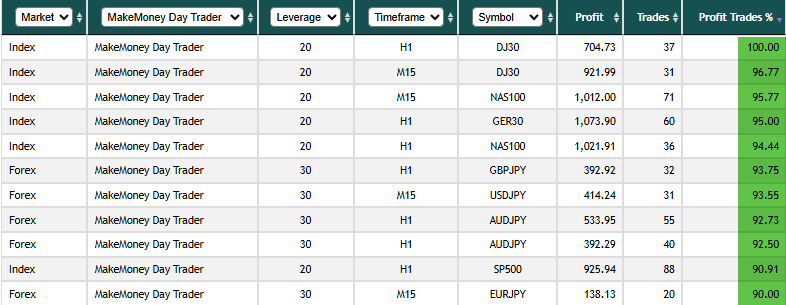 Market MakeMoney Day Trader Leverage Timeframe Symbol Profit Trades Profit Trades %
Index MakeMoney Day Trader 20 H1 DJ30 704.73 37 100.00
Index MakeMoney Day Trader 20 M15 DJ30 921.99 31 96.77
Index MakeMoney Day Trader 20 M15 NAS100 1,012.00 71 95.77
Index MakeMoney Day Trader 20 H1 GER30 1,073.90 60 95.00
Index MakeMoney Day Trader 20 H1 NAS100 1,021.91 36 94.44
Forex MakeMoney Day Trader 30 H1 GBPJPY 392.92 32 93.75
Forex MakeMoney Day Trader 30 M15 USDJPY 414.24 31 93.55
Forex MakeMoney Day Trader 30 H1 AUDJPY 533.95 55 92.73
Forex MakeMoney Day Trader 30 H1 AUDJPY 392.29 40 92.50
Index MakeMoney Day Trader 20 H1 SP500 925.94 88 90.91
Forex MakeMoney Day Trader 30 M15 EURJPY 138.13 20 90.00